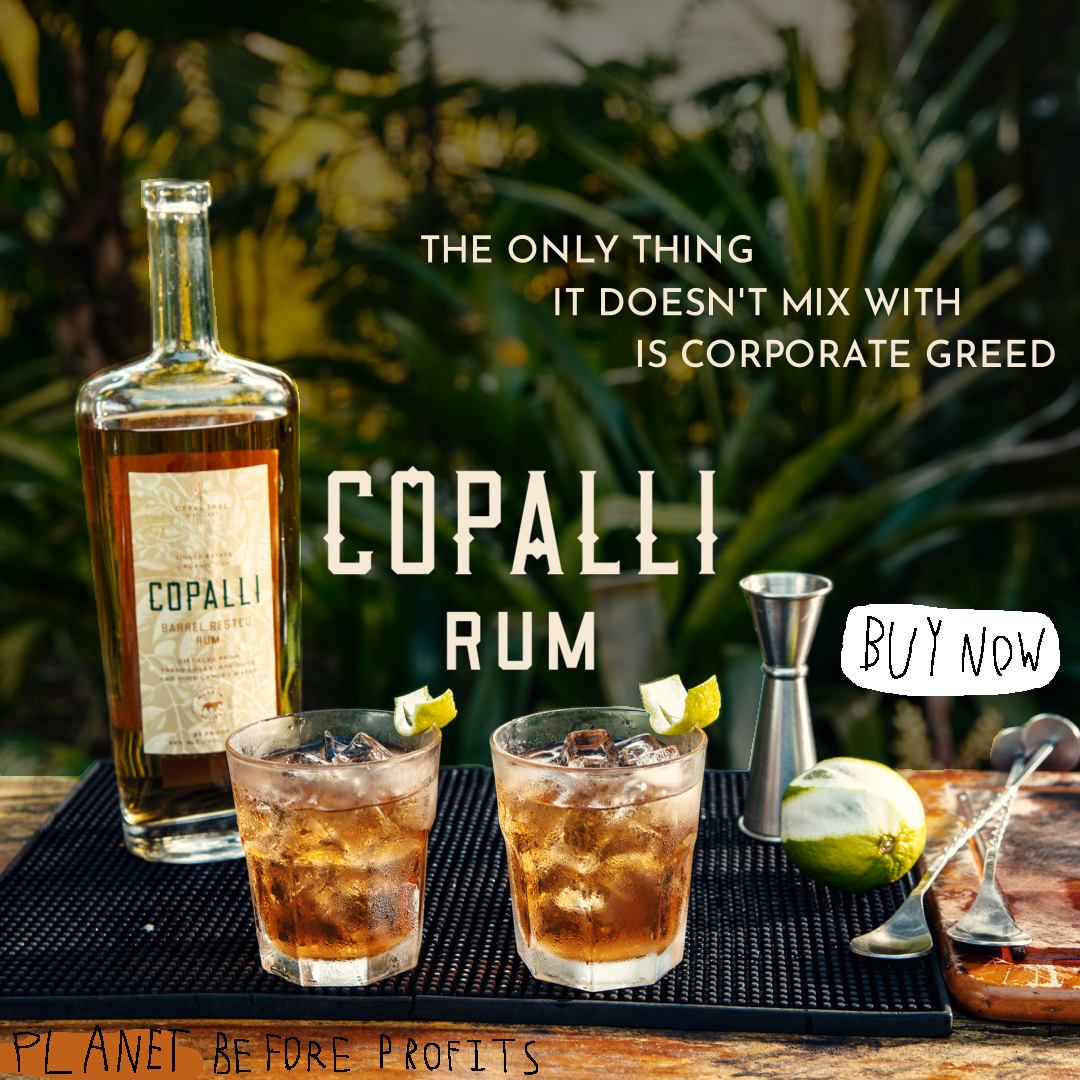 THE ONLY THING
IT DOESN'T MIX WITH
IS CORPORATE GREED
COPALLI
RUM
BUY NOW
COPALLI
BARREL RESTED
RUM
PLANET BEFORE PROFITS